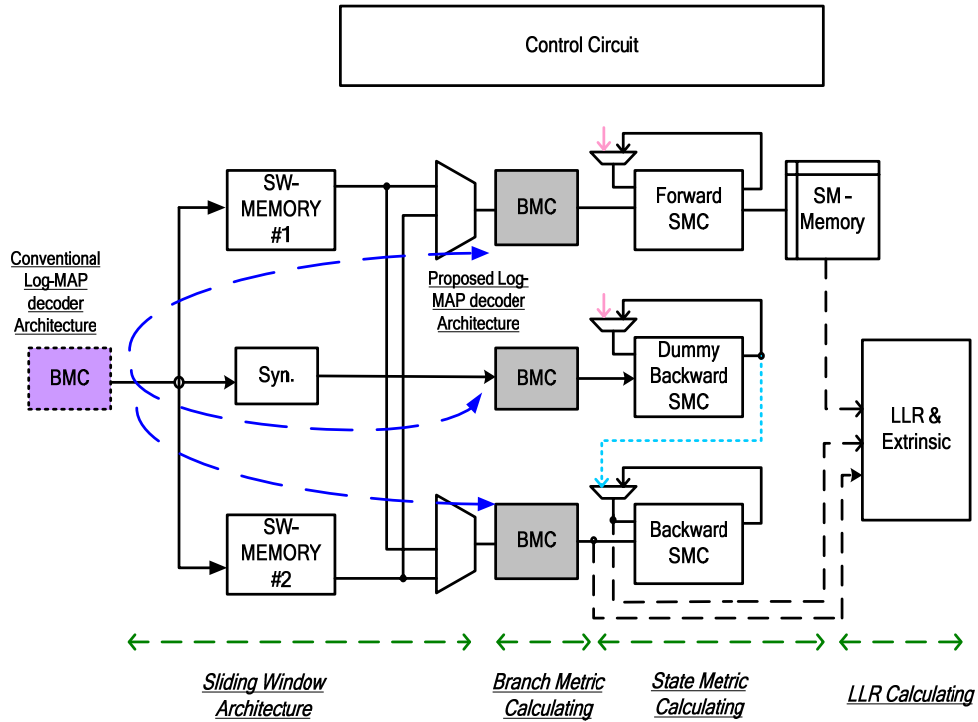 Control Circuit
SW-
MEMORY
#1
BMC
Forward
SMC
SM -
Memory
Conventional
Log-MAP
decoder
Architecture
Proposed Log-
MAP decoder
Architecture
BMC
Syn.
BMC
Dummy
Backward
SMC
LLR &
Extrinsic
SW-
MEMORY
#2
BMC
Backward
SMC
Sliding Window
Architecture
Branch Metric
Calculating
State Metric
Calculating
LLR Calculating